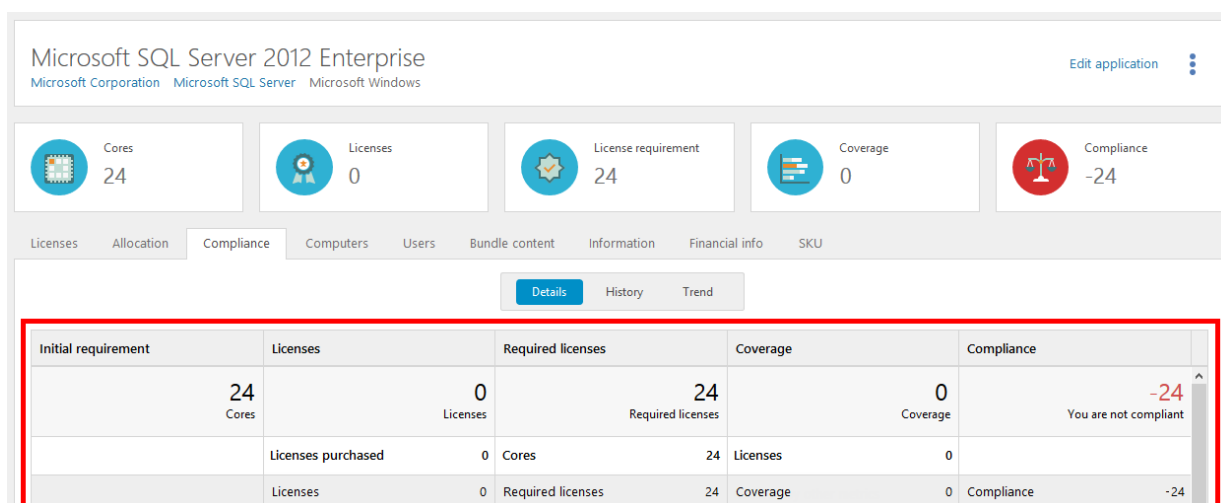 Microsoft SQL Server 2012 Enterprise
Edit application
Microsoft Corporation Microsoft SQL Server Microsoft Windows
Cores
24
Licenses
0
License requirement
24
Coverage
0
Compliance
-24
Licenses Allocation Compliance Computers Users Bundle content Information Financial info SKU
Details History Trend
Initial requirement Licenses Required licenses Coverage Compliance
24 0 24 0 -24
Cores Licenses Required licenses Coverage You are not compliant
Licenses purchased 0 Cores 24 Licenses 0
Licenses 0 Required licenses 24 Coverage 0 Compliance -24